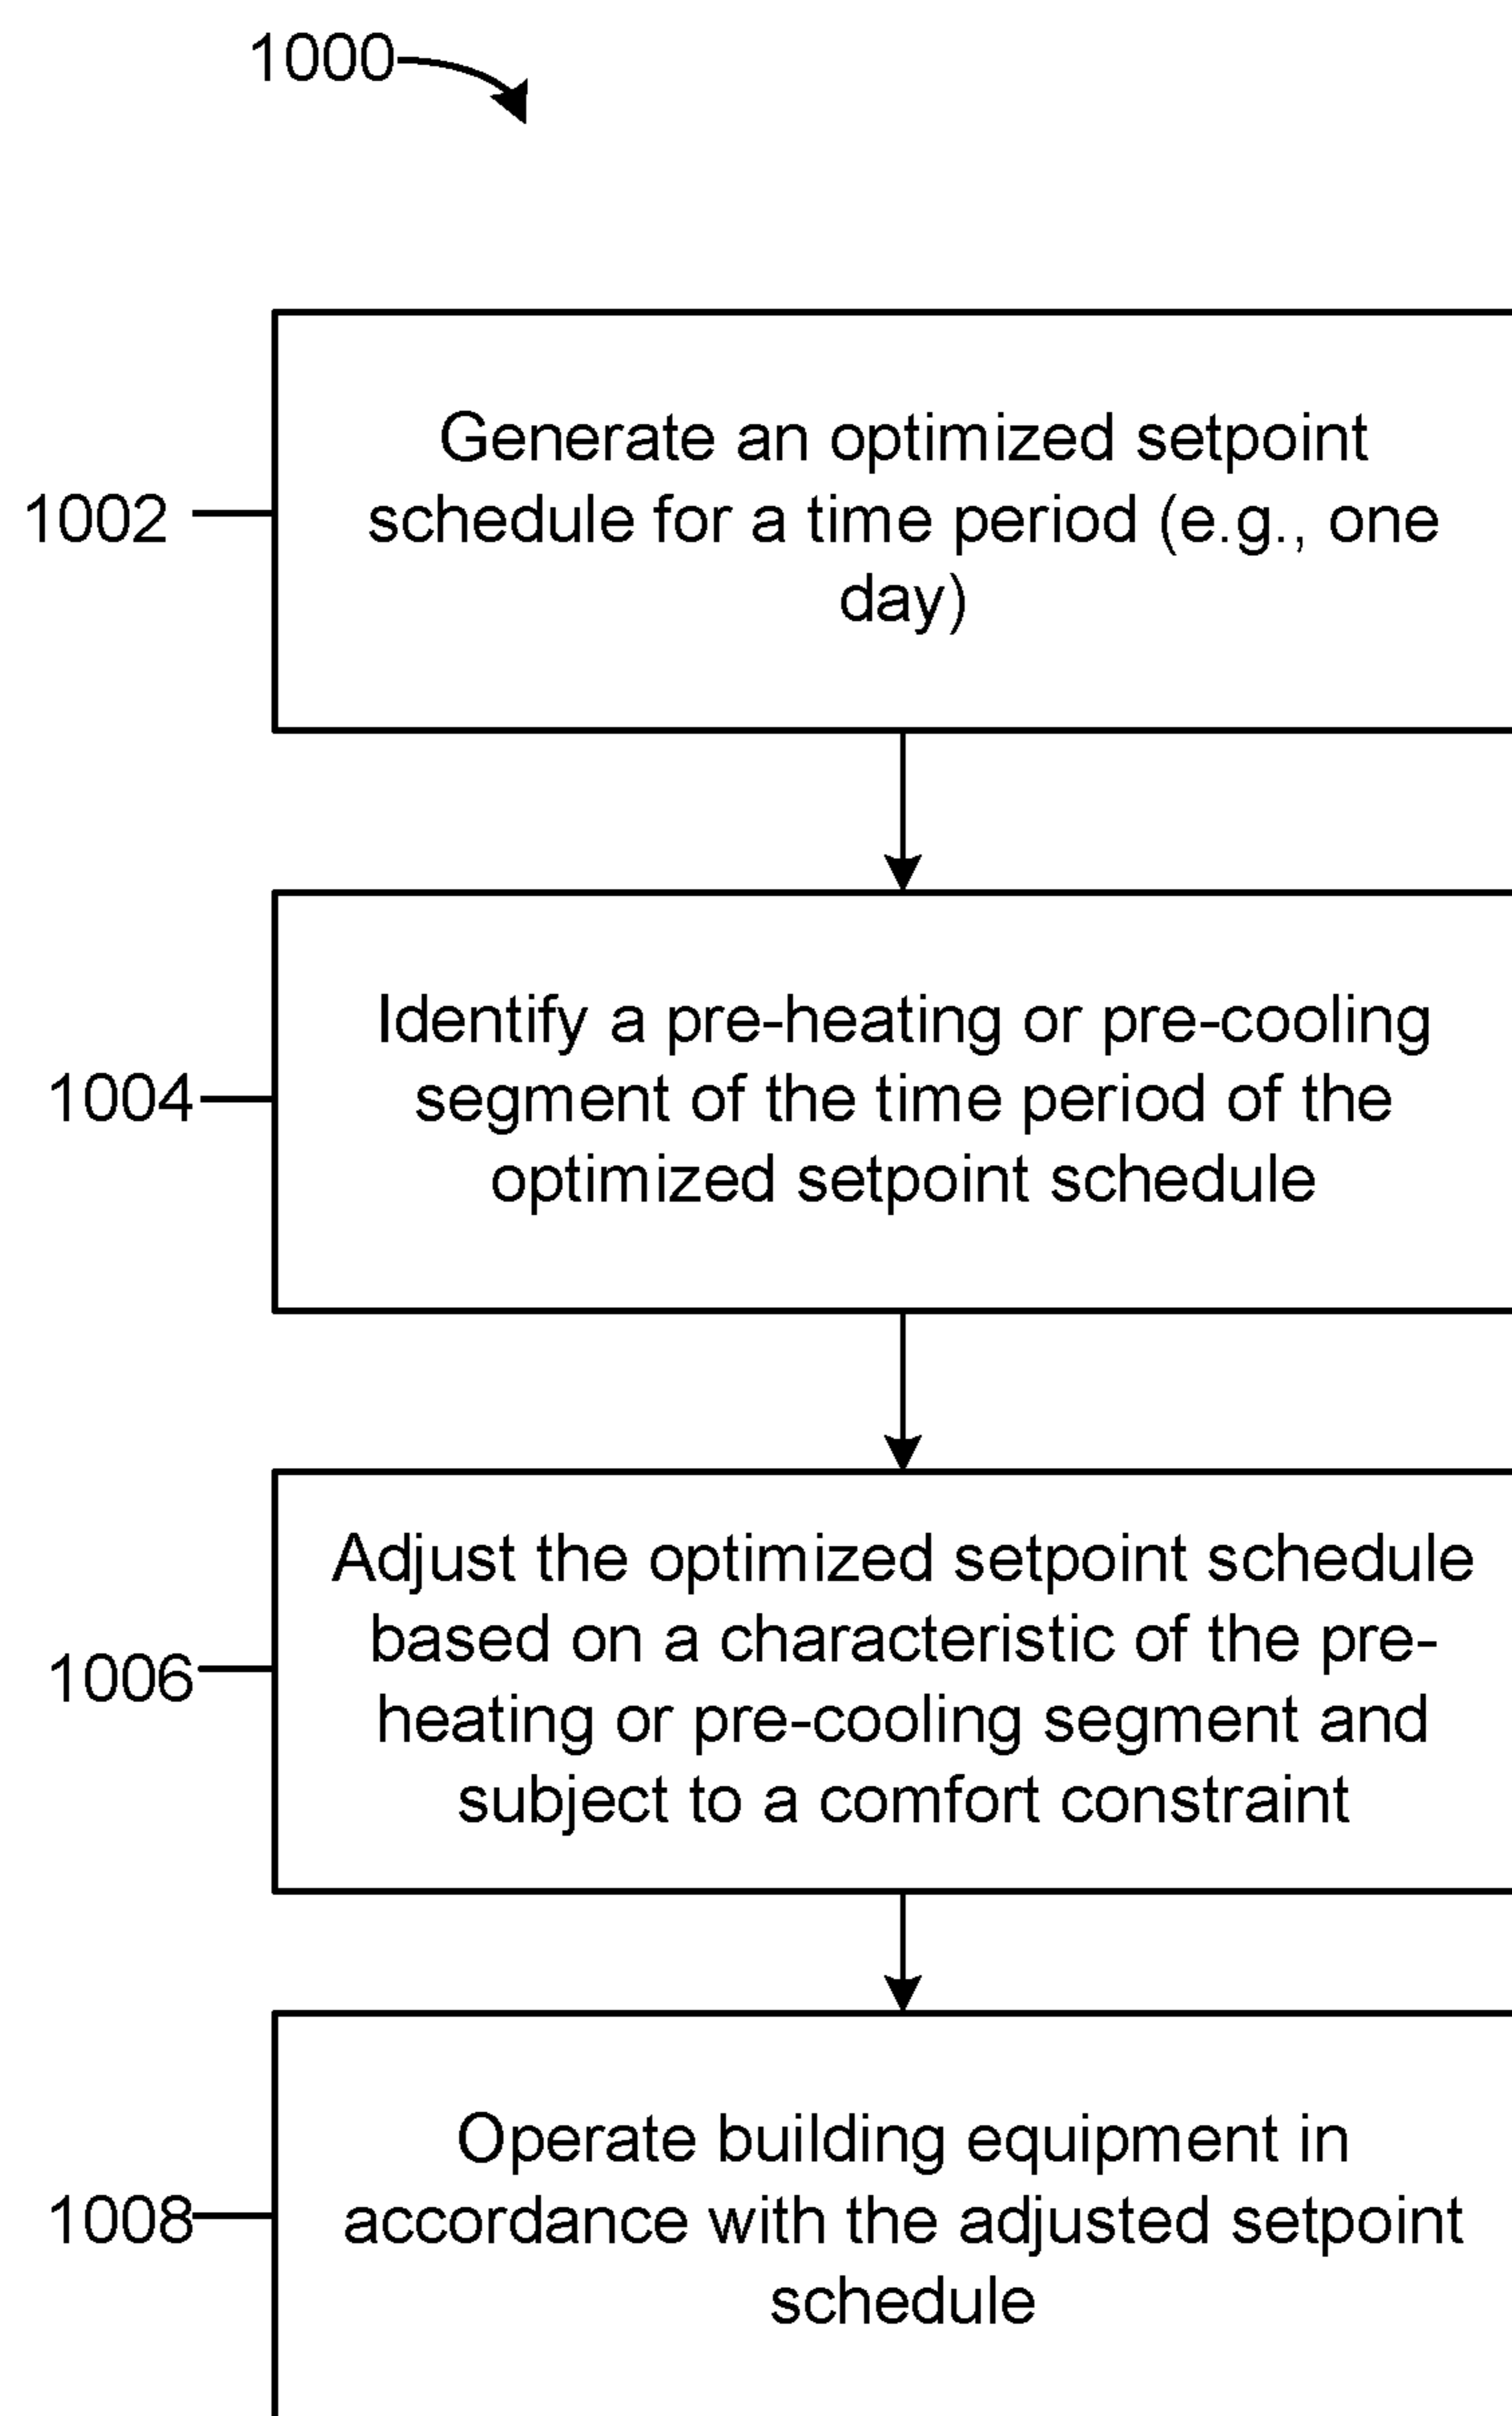 1000
Generate an optimized setpoint
schedule for a time period (e.g., one
day)
1002
Identify a pre-heating or pre-cooling
segment of the time period of the
optimized setpoint schedule
1004
Adjust the optimized setpoint schedule
based on a characteristic of the pre-
heating or pre-cooling segment and
subject to a comfort constraint
1006
Operate building equipment in
accordance with the adjusted setpoint
schedule
1008